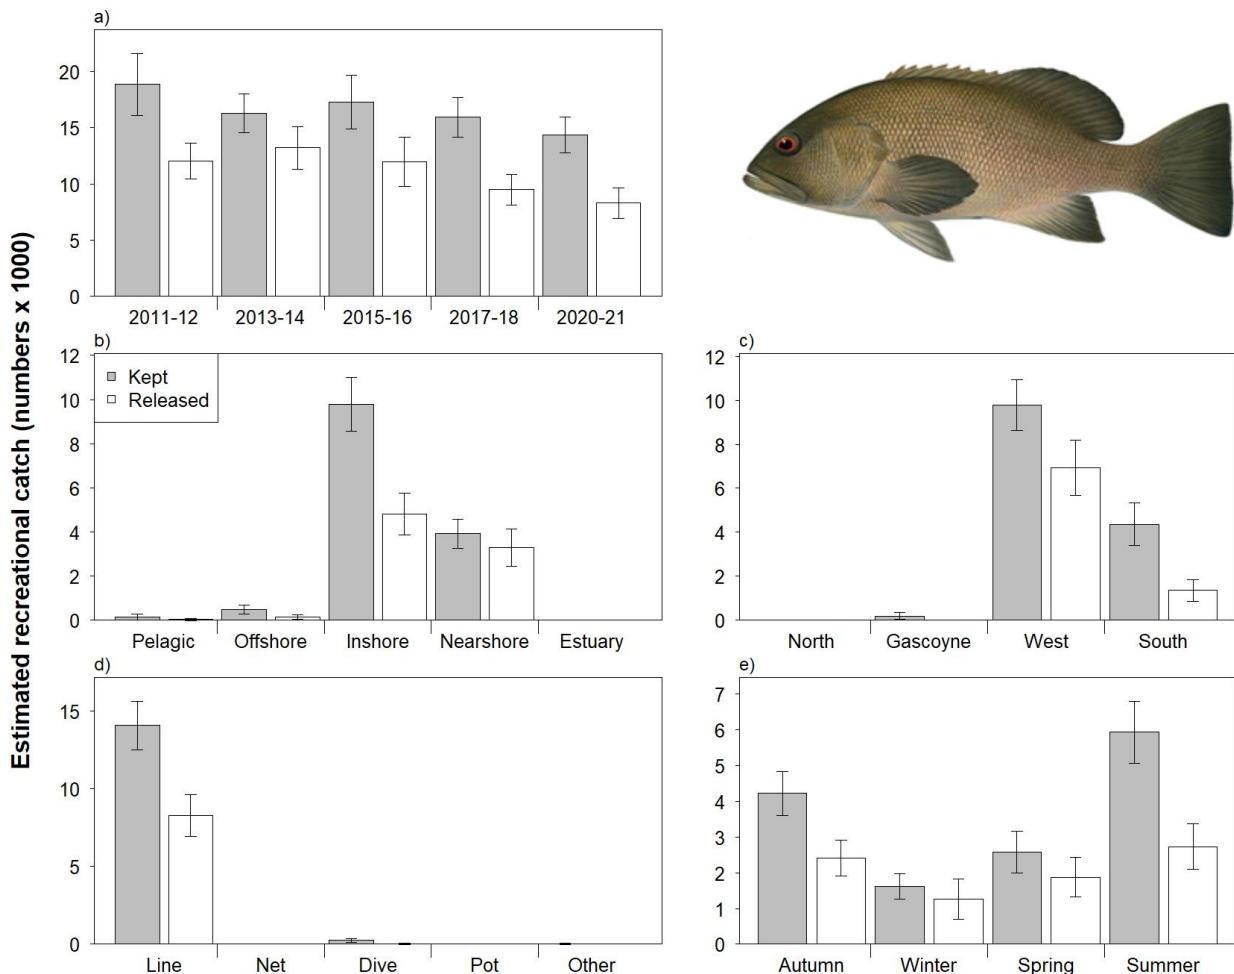 Estimated recreational catch (numbers x 1000)
a)
20
15
10
5
0
2011-12 2013-14 2015-16 2017-18 2020-21
b)
Kept
Released
12
10
8
6
4
2
0
Pelagic Offshore Inshore Nearshore Estuary
c)
12
10
8
6
4
2
0
North Gascoyne West South
d)
15
10
5
0
Line Net Dive Pot Other
e)
7
6
5
4
3
2
1
0
Autumn Winter Spring Summer